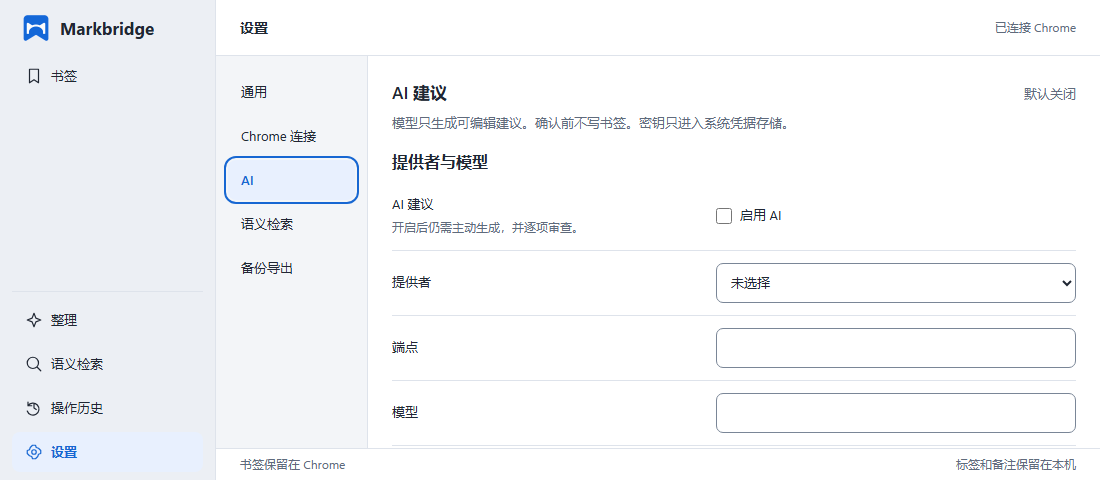 Markbridge
书签
整理
语义检索
操作历史
设置
设置
已连接 Chrome
通用
Chrome 连接
AI
语义检索
备份导出
AI 建议
默认关闭
模型只生成可编辑建议。确认前不写书签。密钥只进入系统凭据存储。
提供者与模型
AI 建议
开启后仍需主动生成，并逐项审查。
启用 AI
提供者
未选择
端点
模型
书签保留在 Chrome
标签和备注保留在本机